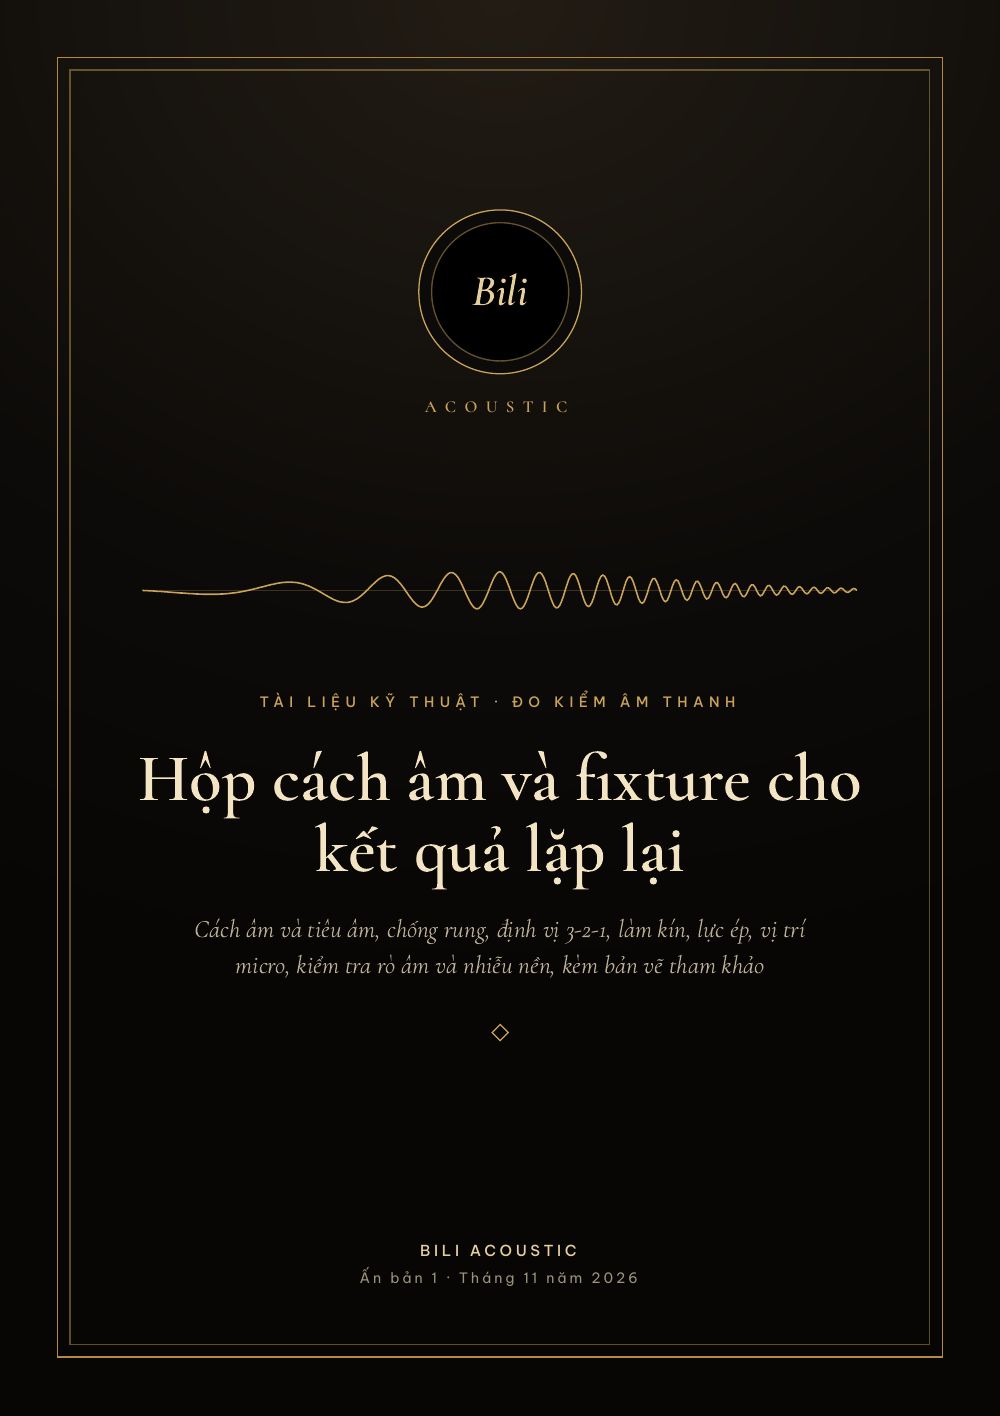 Bili
ACOUSTIC
TÀI LIỆU KỸ THUẬT · ĐO KIỂM ÂM THANH
Hộp cách âm và fixture cho
kết quả lặp lại
Cách âm và tiêu âm, chống rung, định vị 3-2-1, làm kín, lực ép, vị trí
micro, kiểm tra rò âm và nhiễu nền, kèm bản vẽ tham khảo
BILI ACOUSTIC
Ấn bản 1 · Tháng 11 năm 2026